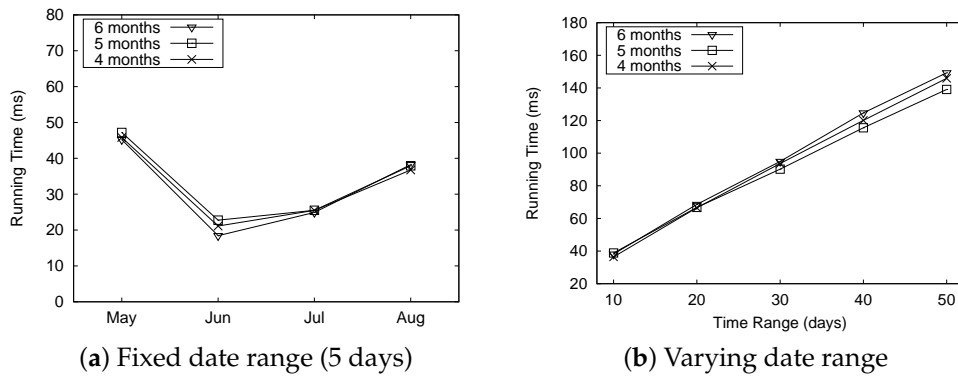 80
70
60
50
40
30
20
10
0
Running Time (ms)
6 months
5 months
4 months
May Jun Jul Aug
(a) Fixed date range (5 days)
180
160
140
120
100
80
60
40
20
Running Time (ms)
6 months
5 months
4 months
10 20 30 40 50
Time Range (days)
(b) Varying date range